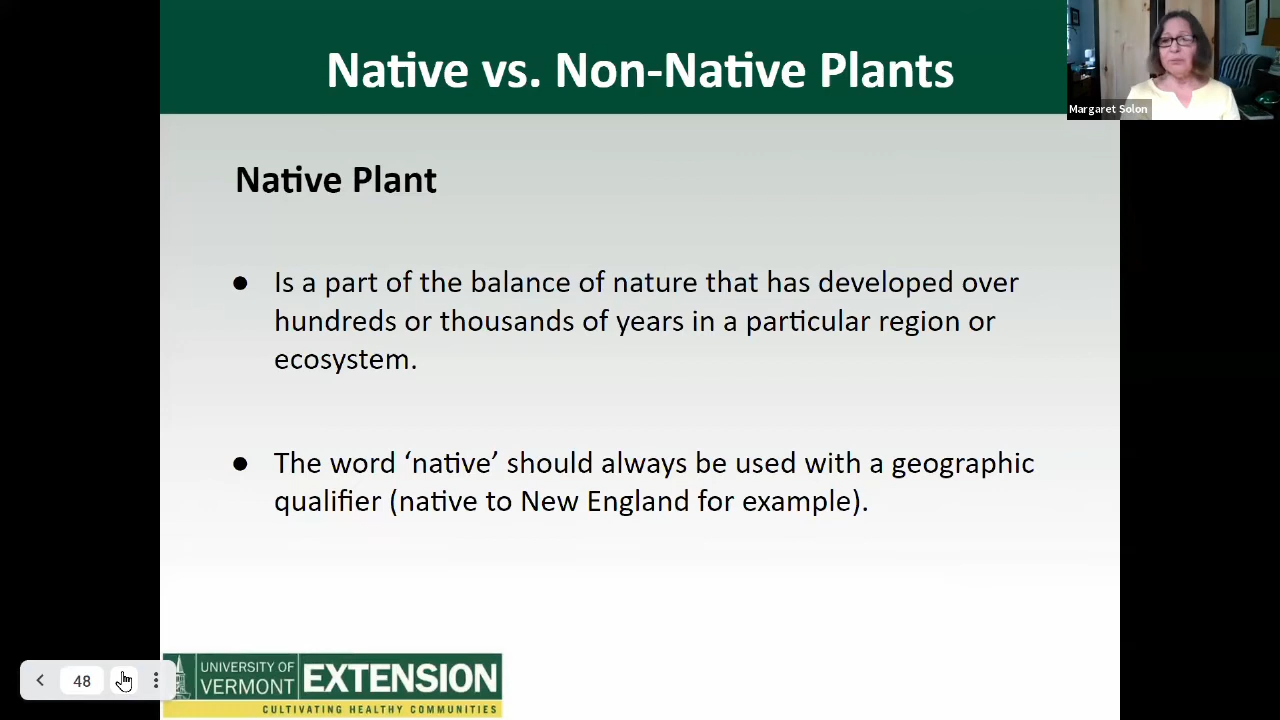 Native vs. Non-Native Plants
Margaret Solon
Native Plant
● Is a part of the balance of nature that has developed over
hundreds or thousands of years in a particular region or
ecosystem.
● The word ‘native’ should always be used with a geographic
qualifier (native to New England for example).
48
UNIVERSITY OF
VERMONT
EXTENSION
CULTIVATING HEALTHY COMMUNITIES